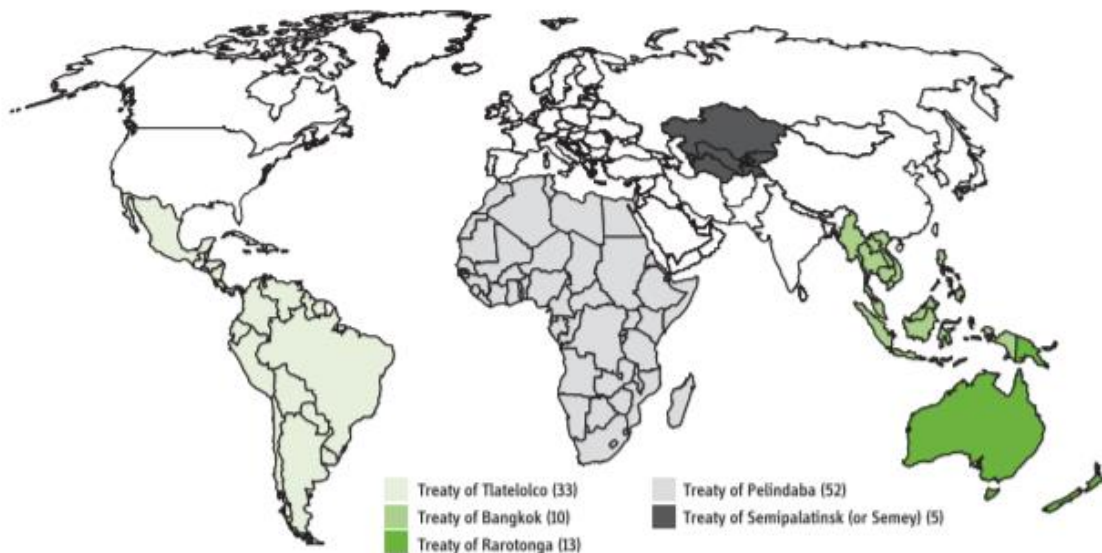 Treaty of Tlatelolco (33)
Treaty of Bangkok (10)
Treaty of Rarotonga (13)
Treaty of Pelindaba (52)
Treaty of Semipalatinsk (or Semey) (5)